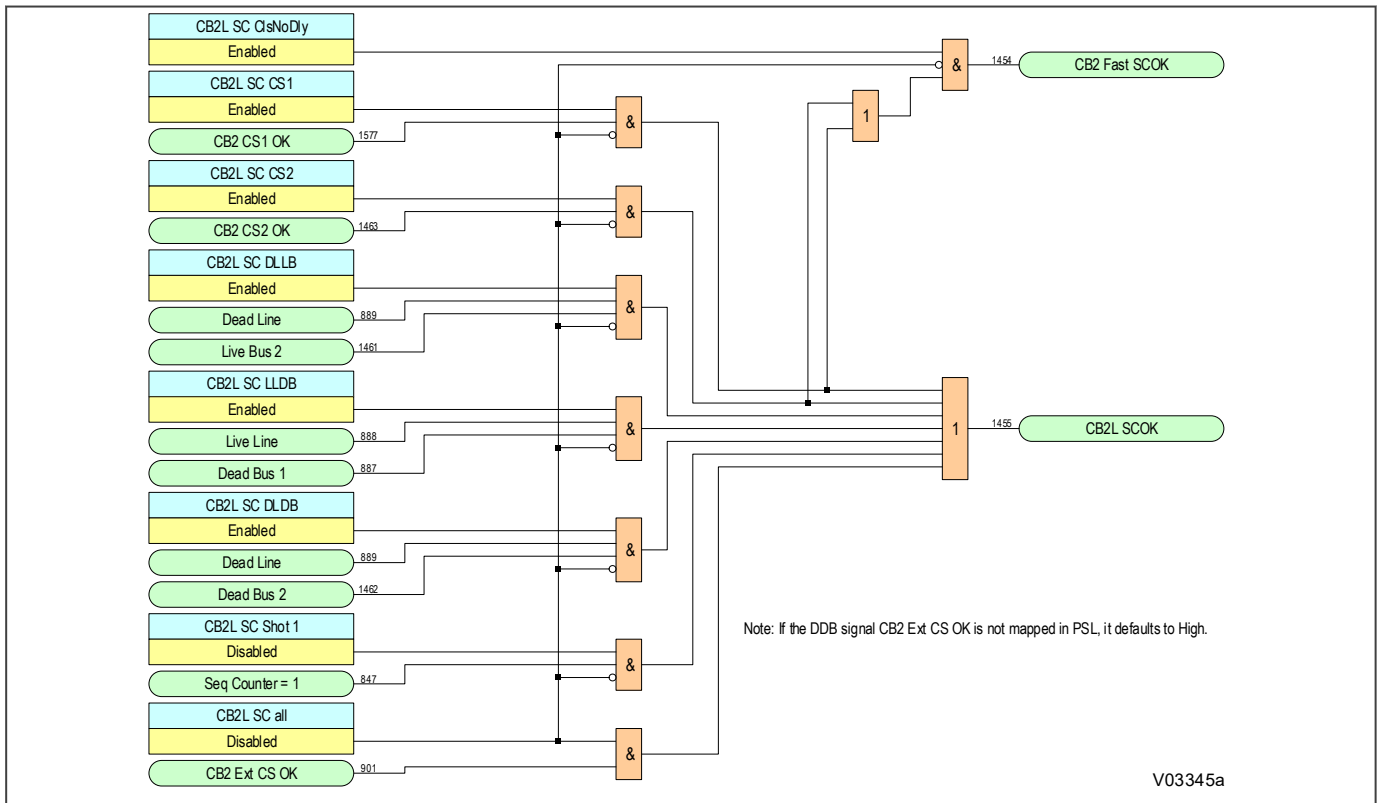 CB2L SC ClsNoDly
Enabled
& 1454 CB2 Fast SCOK
CB2L SC CS1
Enabled
&
1
CB2 CS1 OK 1577
CB2L SC CS2
Enabled
&
CB2 CS2 OK 1463
CB2L SC DLLB
Enabled
&
Dead Line 889
Live Bus 2 1461
CB2L SC LLDB
Enabled
&
1 1455 CB2L SCOK
Live Line 888
Dead Bus 1 887
CB2L SC DLDB
Enabled
&
Dead Line 889
Dead Bus 2 1462
CB2L SC Shot 1
Note: If the DDB signal CB2 Ext CS OK is not mapped in PSL, it defaults to High.
Disabled
&
Seq Counter = 1 847
CB2L SC all
Disabled
&
CB2 Ext CS OK 901
V03345a